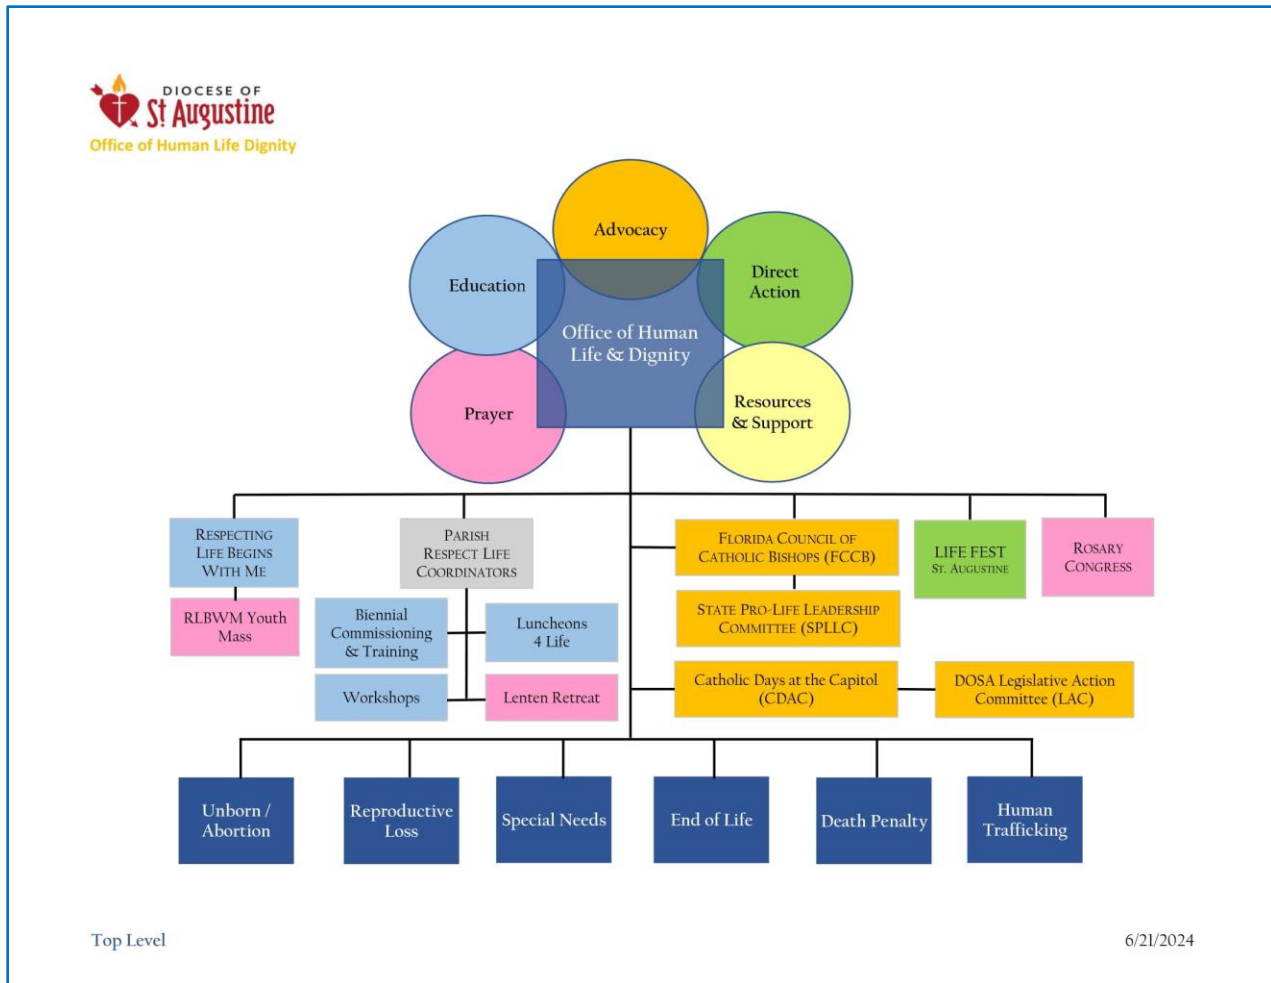 DIOCESE OF
St Augustine
Office of Human Life Dignity
Advocacy
Education
Direct
Action
Office of Human
Life & Dignity
Prayer
Resources
& Support
RESPECTING
LIFE BEGINS
WITH ME
PARISH
RESPECT LIFE
COORDINATORS
FLORIDA COUNCIL OF
CATHOLIC BISHOPS (FCCB)
LIFE FEST
ST. AUGUSTINE
ROSARY
CONGRESS
RLBWM Youth
Mass
Biennial
Commissioning
& Training
Luncheons
4 Life
STATE PRO-LIFE LEADERSHIP
COMMITTEE (SPLLC)
Workshops
Lenten Retreat
Catholic Days at the Capitol
(CDAC)
DOSA Legislative Action
Committee (LAC)
Unborn /
Abortion
Reproductive
Loss
Special Needs
End of Life
Death Penalty
Human
Trafficking
Top Level
6/21/2024